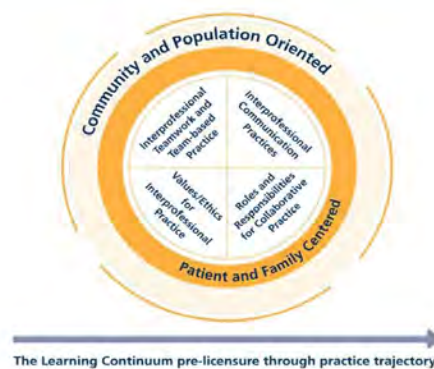 Community and Population Oriented
Interprofessional
Teamwork and
Team-based
Practice
Interprofessional
Communication
Practices
Values/Ethics
for
Interprofessional
Practice
Roles and
Responsibilities
for Collaborative
Practice
Patient and Family Centered
The Learning Continuum pre-licensure through practice trajectory